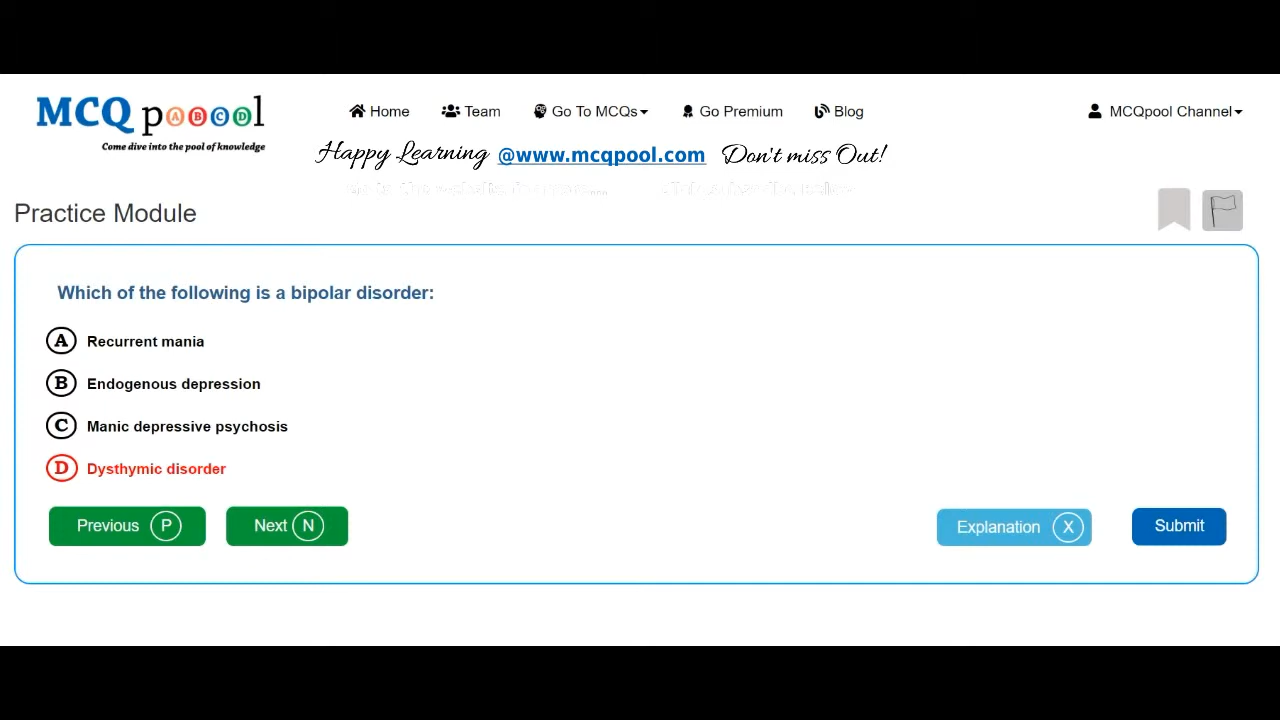 MCQ pABCDl
Come dive into the pool of knowledge
Home Team Go To MCQs Go Premium Blog MCQpool Channel
Happy Learning @www.mcqpool.com Don't miss Out!
Practice Module
Which of the following is a bipolar disorder:
A Recurrent mania
B Endogenous depression
C Manic depressive psychosis
D Dysthymic disorder
Previous P Next N Explanation X Submit